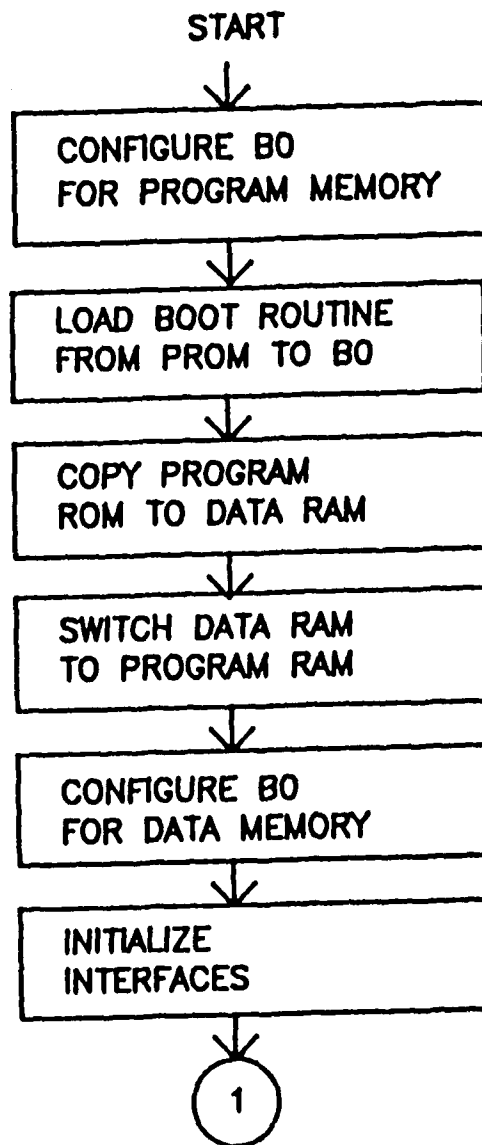 START
CONFIGURE B0
FOR PROGRAM MEMORY
LOAD BOOT ROUTINE
FROM PROM TO B0
COPY PROGRAM
ROM TO DATA RAM
SWITCH DATA RAM
TO PROGRAM RAM
CONFIGURE B0
FOR DATA MEMORY
INITIALIZE
INTERFACES
1